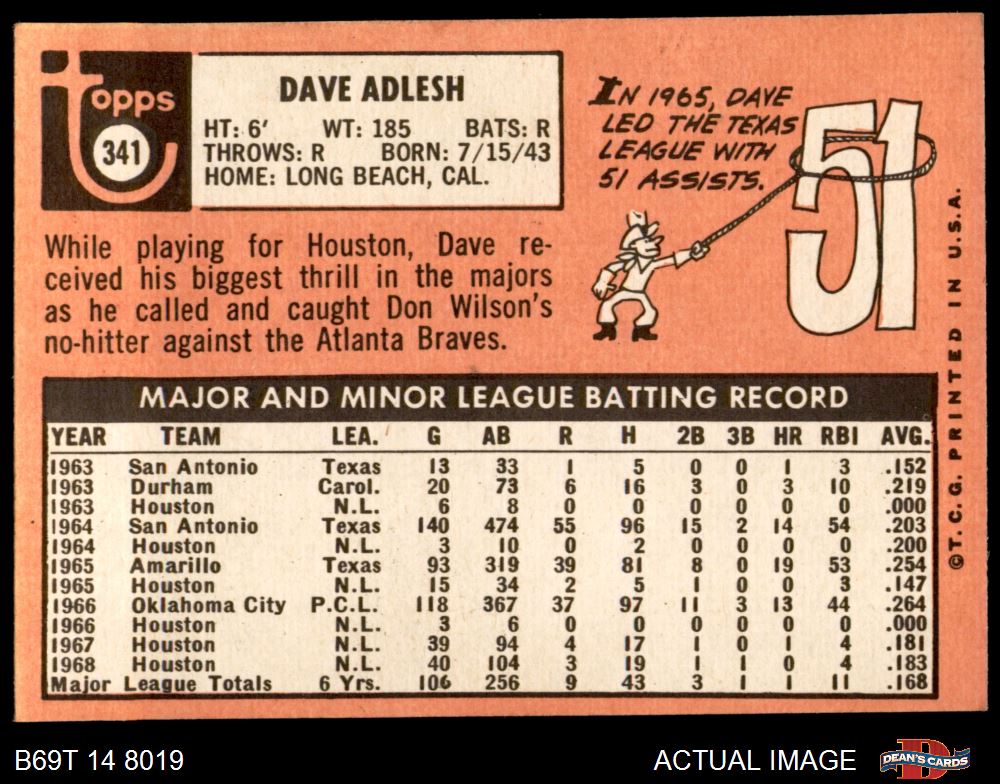 topps
341
DAVE ADLESH
HT: 6' WT: 185 BATS: R
THROWS: R BORN: 7/15/43
HOME: LONG BEACH, CAL.
IN 1965, DAVE
LED THE TEXAS
LEAGUE WITH
51 ASSISTS.
51
While playing for Houston, Dave re-
ceived his biggest thrill in the majors
as he called and caught Don Wilson's
no-hitter against the Atlanta Braves.
MAJOR AND MINOR LEAGUE BATTING RECORD
YEAR TEAM LEA. G AB R H 2B 3B HR RBI AVG.
1963 San Antonio Texas 13 33 1 5 0 0 1 3 .152
1963 Durham Carol. 20 73 6 16 3 0 3 10 .219
1963 Houston N.L. 6 8 0 0 0 0 0 0 .000
1964 San Antonio Texas 140 474 55 96 15 2 14 54 .203
1964 Houston N.L. 3 10 0 2 0 0 0 0 .200
1965 Amarillo Texas 93 319 39 81 8 0 19 53 .254
1965 Houston N.L. 15 34 2 5 1 0 0 3 .147
1966 Oklahoma City P.C.L. 118 367 37 97 11 3 13 44 .264
1966 Houston N.L. 3 6 0 0 0 0 0 0 .000
1967 Houston N.L. 39 94 4 17 1 0 1 4 .181
1968 Houston N.L. 40 104 3 19 1 1 0 4 .183
Major League Totals 6 Yrs. 106 256 9 43 3 1 1 11 .168
©T.C.G. PRINTED IN U.S.A.
B69T 14 8019
ACTUAL IMAGE
D
DEAN'S CARDS